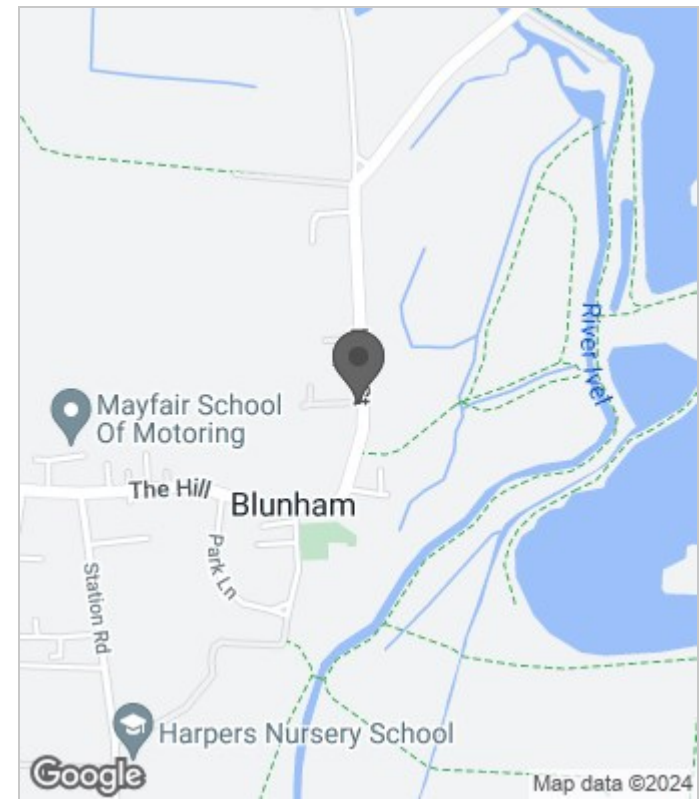 River Ivel
Mayfair School
Of Motoring
The Hill
Blunham
Park Ln
Station Rd
Harpers Nursery School
Google
Map data ©2024